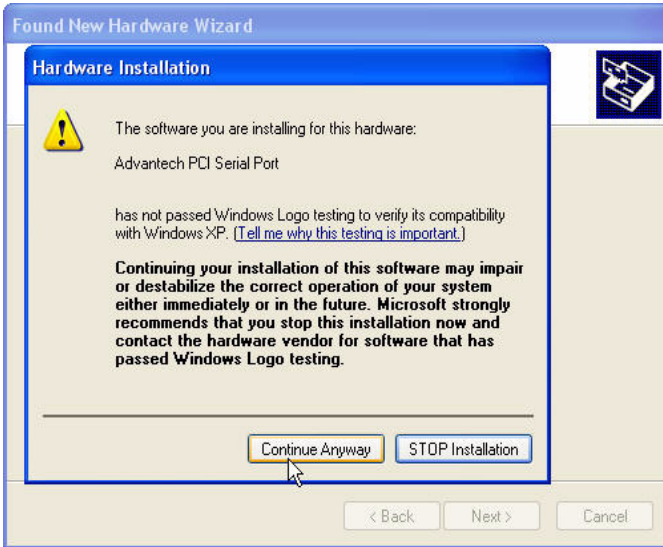 Found New Hardware Wizard
Hardware Installation
The software you are installing for this hardware:
Advantech PCI Serial Port
has not passed Windows Logo testing to verify its compatibility
with Windows XP. (Tell me why this testing is important.)
Continuing your installation of this software may impair
or destabilize the correct operation of your system
either immediately or in the future. Microsoft strongly
recommends that you stop this installation now and
contact the hardware vendor for software that has
passed Windows Logo testing.
Continue Anyway
STOP Installation
< Back
Next >
Cancel